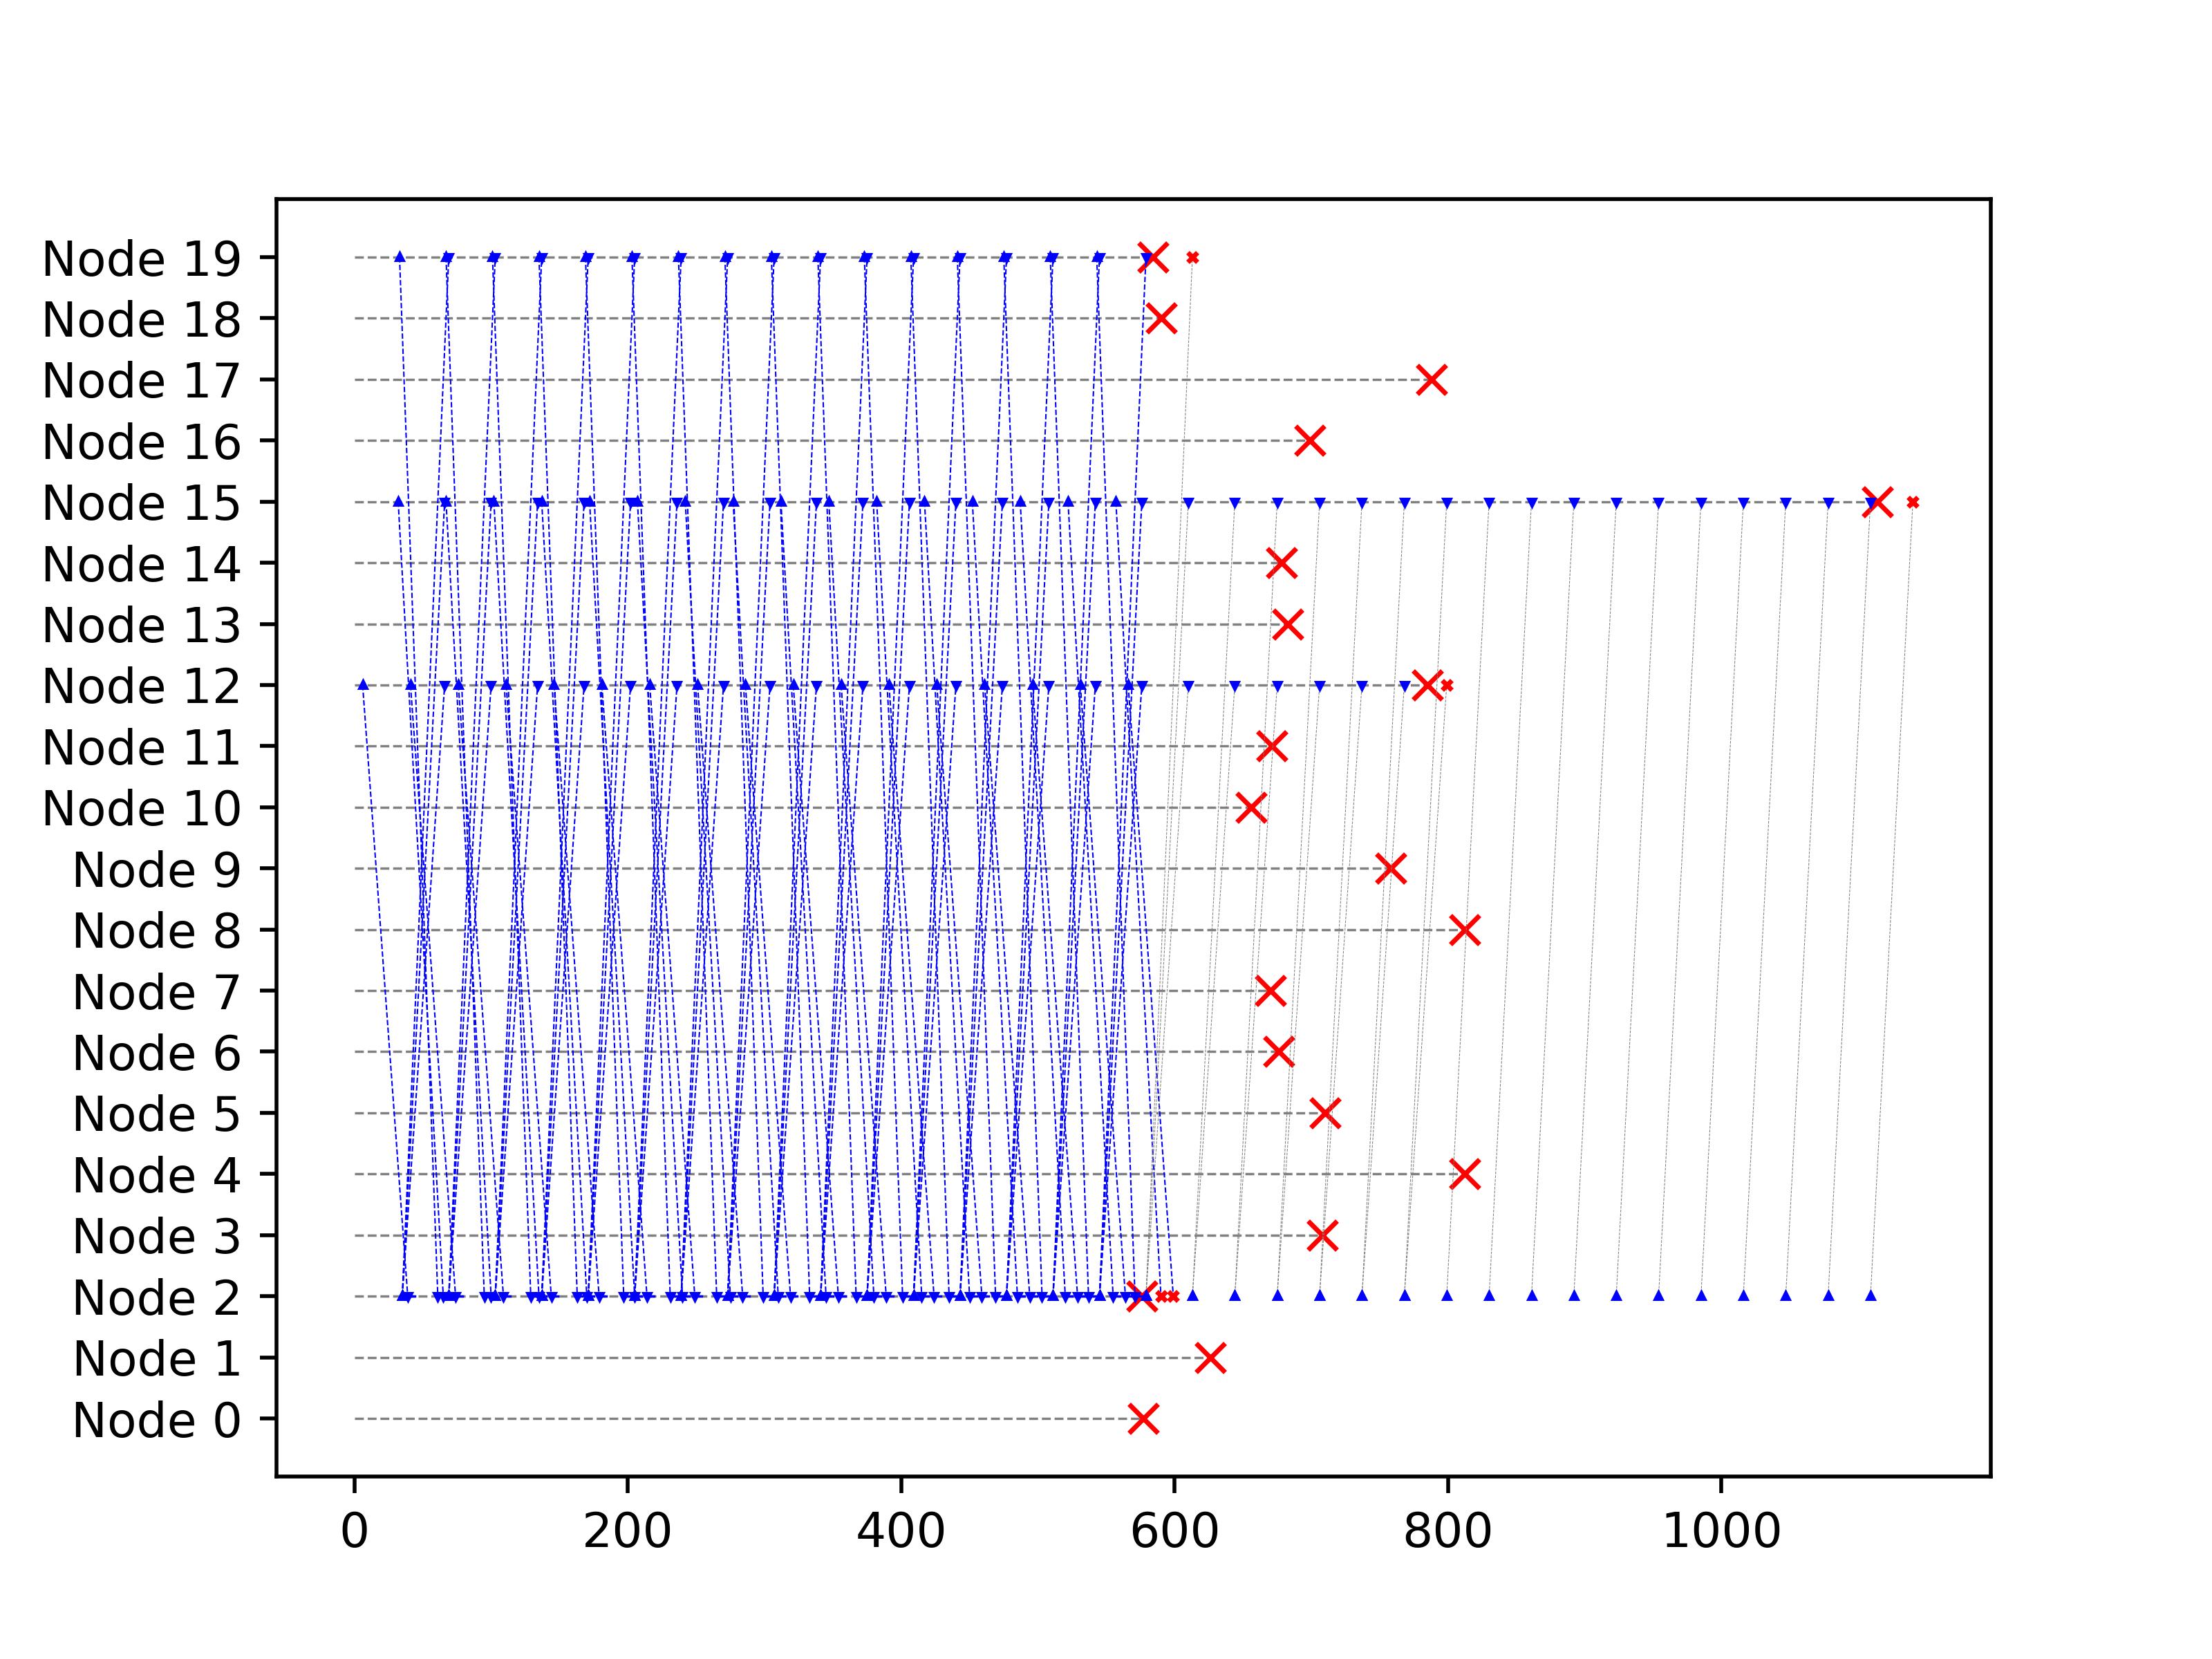 Node 19
Node 18
Node 17
Node 16
Node 15
Node 14
Node 13
Node 12
Node 11
Node 10
Node 9
Node 8
Node 7
Node 6
Node 5
Node 4
Node 3
Node 2
Node 1
Node 0
0 200 400 600 800 1000